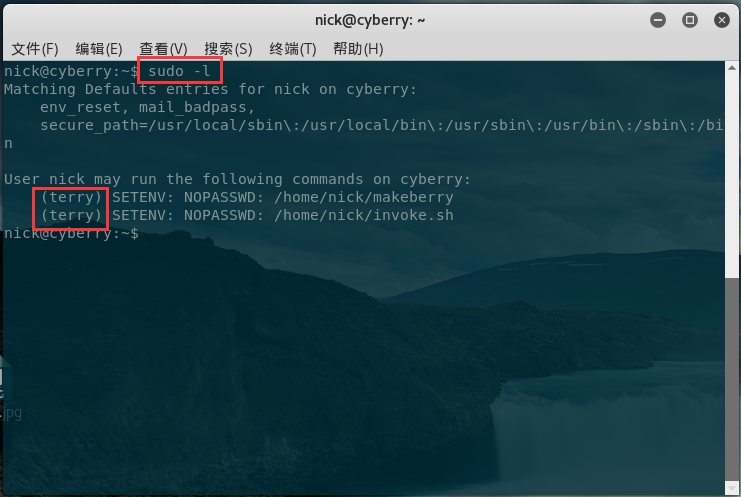 nick@cyberry: ~
文件(F) 编辑(E) 查看(V) 搜索(S) 终端(T) 帮助(H)
nick@cyberry:~$ sudo -l
Matching Defaults entries for nick on cyberry:
    env_reset, mail_badpass,
    secure_path=/usr/local/sbin\:/usr/local/bin\:/usr/sbin\:/usr/bin\:/sbin\:/bi
n

User nick may run the following commands on cyberry:
    (terry) SETENV: NOPASSWD: /home/nick/makeberry
    (terry) SETENV: NOPASSWD: /home/nick/invoke.sh
nick@cyberry:~$
.jpg